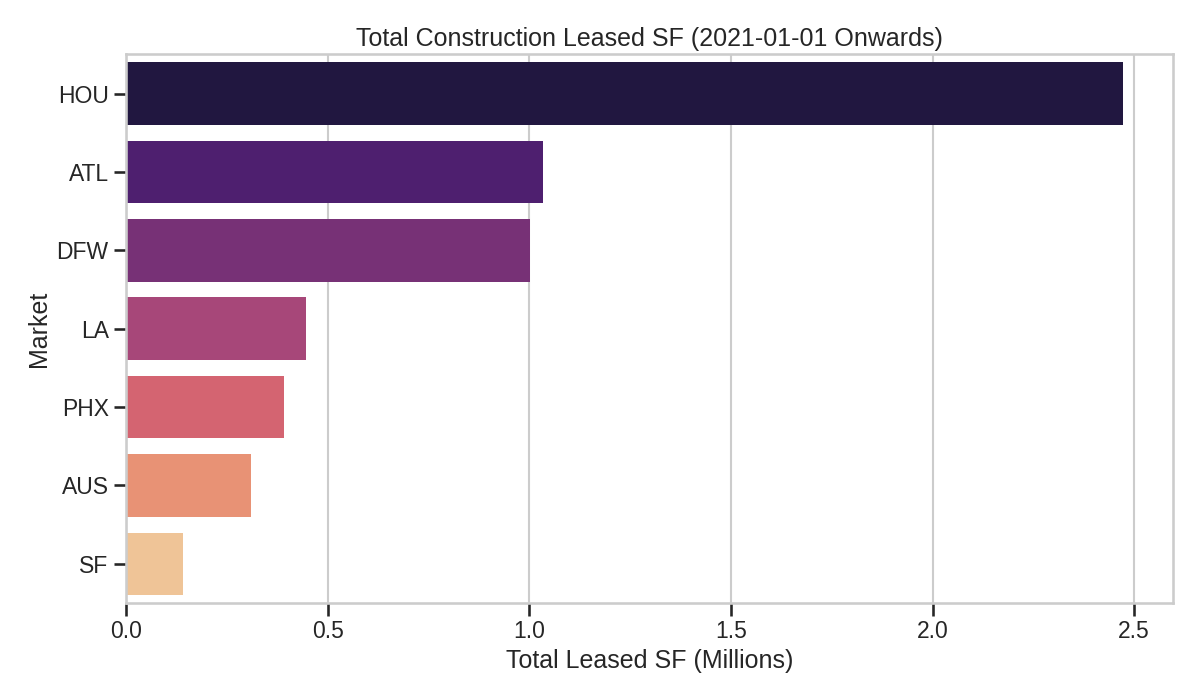 Total Construction Leased SF (2021-01-01 Onwards)
HOU
ATL
DFW
LA
PHX
AUS
SF
Market
0.0 0.5 1.0 1.5 2.0 2.5
Total Leased SF (Millions)